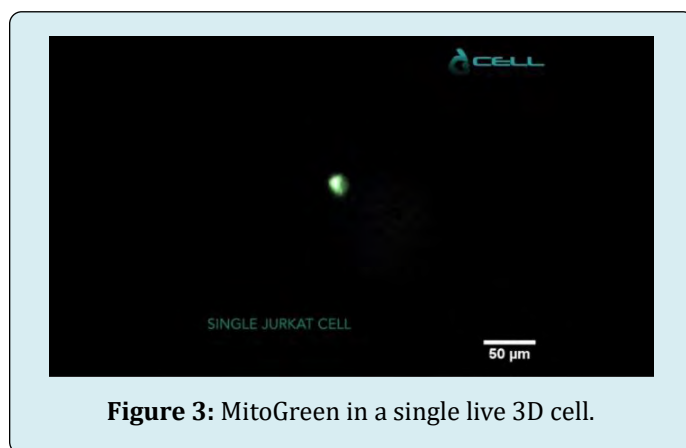 CELL
SINGLE JURKAT CELL
50 µm
Figure 3: MitoGreen in a single live 3D cell.